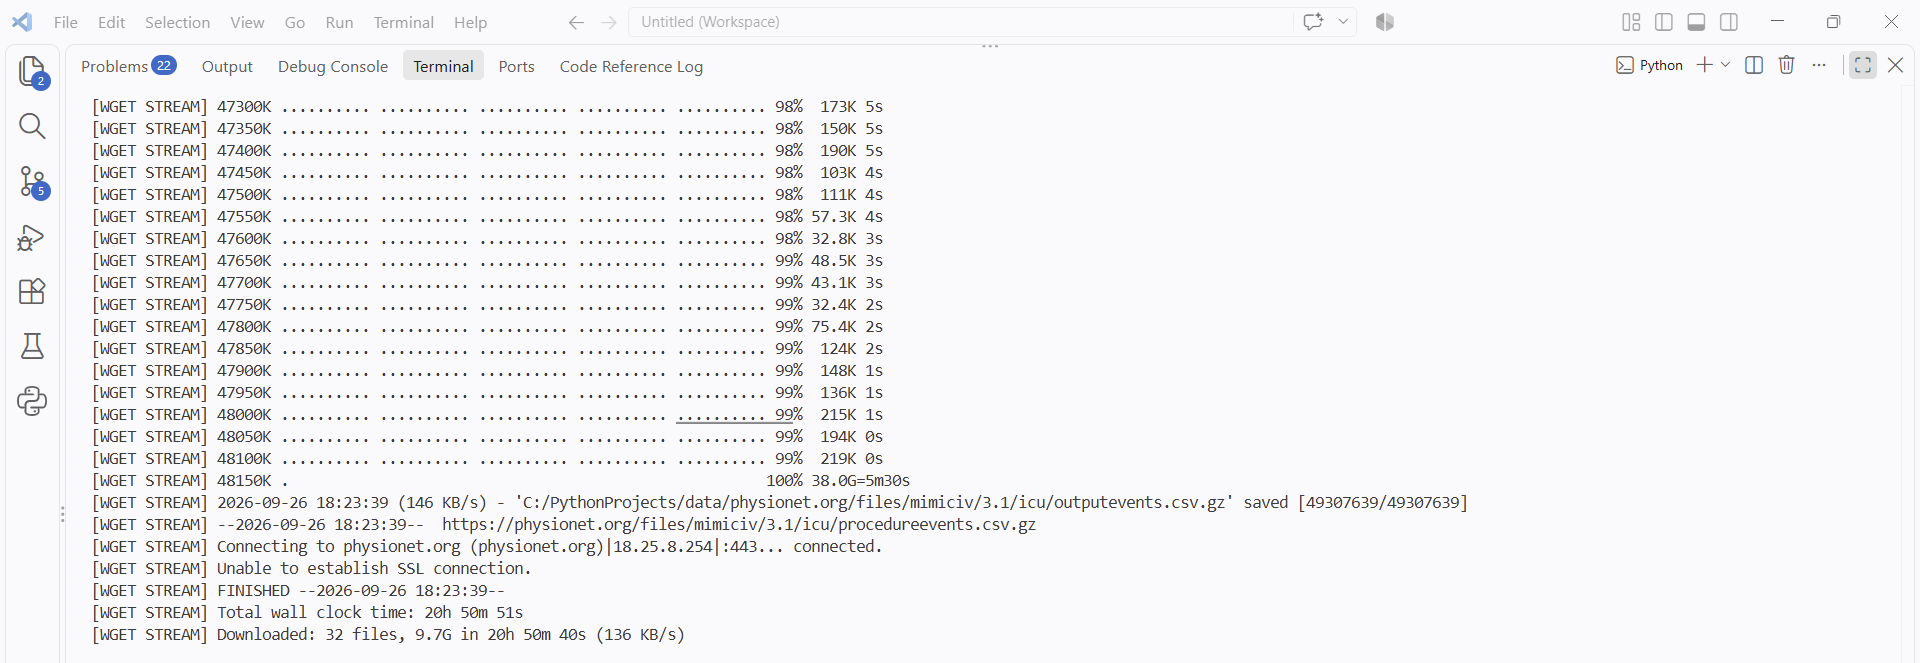 File Edit Selection View Go Run Terminal Help Untitled (Workspace)
Problems 22 Output Debug Console Terminal Ports Code Reference Log Python
2
5
[WGET STREAM] 47300K .......... .......... .......... .......... .......... 98% 173K 5s
[WGET STREAM] 47350K .......... .......... .......... .......... .......... 98% 150K 5s
[WGET STREAM] 47400K .......... .......... .......... .......... .......... 98% 190K 5s
[WGET STREAM] 47450K .......... .......... .......... .......... .......... 98% 103K 4s
[WGET STREAM] 47500K .......... .......... .......... .......... .......... 98% 111K 4s
[WGET STREAM] 47550K .......... .......... .......... .......... .......... 98% 57.3K 4s
[WGET STREAM] 47600K .......... .......... .......... .......... .......... 98% 32.8K 3s
[WGET STREAM] 47650K .......... .......... .......... .......... .......... 99% 48.5K 3s
[WGET STREAM] 47700K .......... .......... .......... .......... .......... 99% 43.1K 3s
[WGET STREAM] 47750K .......... .......... .......... .......... .......... 99% 32.4K 2s
[WGET STREAM] 47800K .......... .......... .......... .......... .......... 99% 75.4K 2s
[WGET STREAM] 47850K .......... .......... .......... .......... .......... 99% 124K 2s
[WGET STREAM] 47900K .......... .......... .......... .......... .......... 99% 148K 1s
[WGET STREAM] 47950K .......... .......... .......... .......... .......... 99% 136K 1s
[WGET STREAM] 48000K .......... .......... .......... .......... .......... 99% 215K 1s
[WGET STREAM] 48050K .......... .......... .......... .......... .......... 99% 194K 0s
[WGET STREAM] 48100K .......... .......... .......... .......... .......... 99% 219K 0s
[WGET STREAM] 48150K . 100% 38.0G=5m30s
[WGET STREAM] 2026-09-26 18:23:39 (146 KB/s) - 'C:/PythonProjects/data/physionet.org/files/mimiciv/3.1/icu/outputevents.csv.gz' saved [49307639/49307639]
[WGET STREAM] --2026-09-26 18:23:39-- https://physionet.org/files/mimiciv/3.1/icu/procedureevents.csv.gz
[WGET STREAM] Connecting to physionet.org (physionet.org)|18.25.8.254|:443... connected.
[WGET STREAM] Unable to establish SSL connection.
[WGET STREAM] FINISHED --2026-09-26 18:23:39--
[WGET STREAM] Total wall clock time: 20h 50m 51s
[WGET STREAM] Downloaded: 32 files, 9.7G in 20h 50m 40s (136 KB/s)